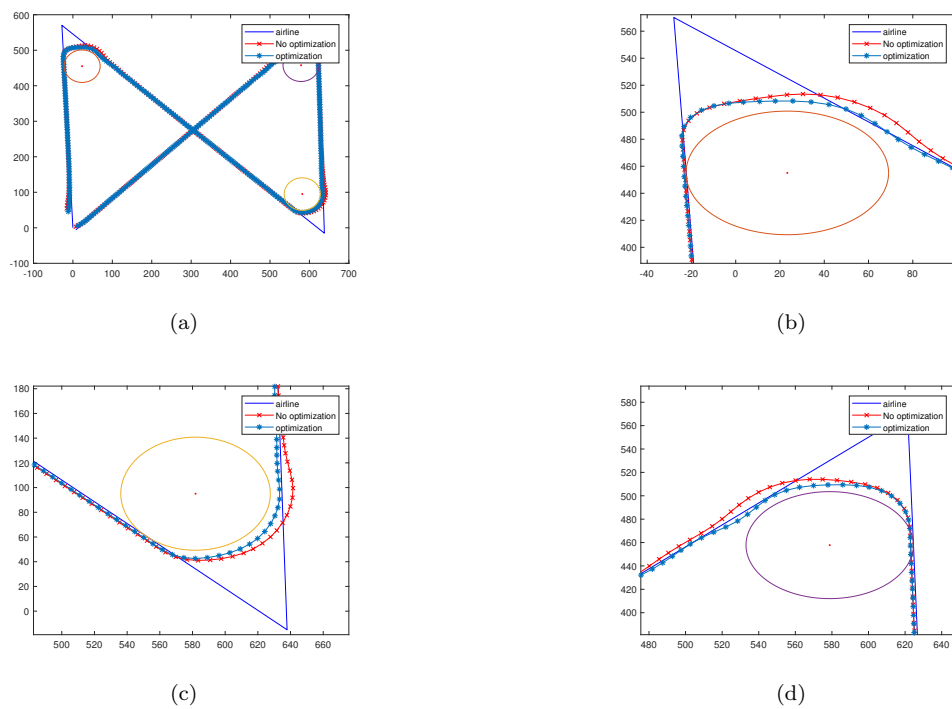 600
500
400
300
200
100
0
-100
-100 0 100 200 300 400 500 600 700
airline
No optimization
optimization
(a)
560
540
520
500
480
460
440
420
400
-40 -20 0 20 40 60 80
airline
No optimization
optimization
(b)
180
160
140
120
100
80
60
40
20
0
500 520 540 560 580 600 620 640 660
airline
No optimization
optimization
(c)
580
560
540
520
500
480
460
440
420
400
480 500 520 540 560 580 600 620 640
airline
No optimization
optimization
(d)